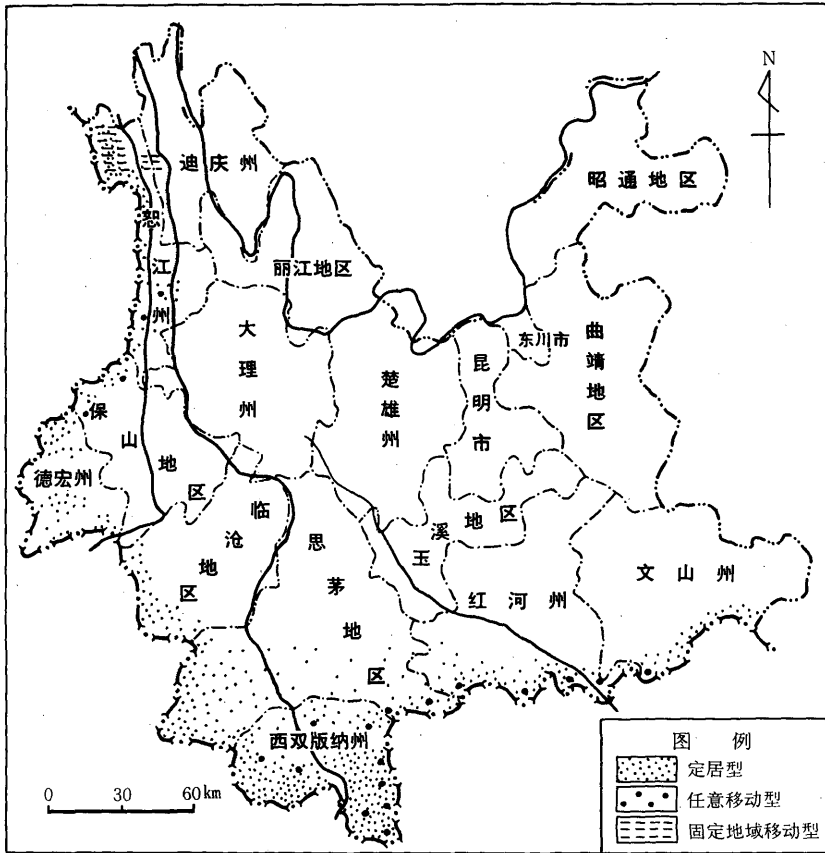 N
迪庆州
昭通地区
怒江州
丽江地区
大理州
楚雄州
昆明市
东川市
曲靖地区
保山地区
德宏州
临沧地区
思茅地区
玉溪地区
红河州
文山州
西双版纳州
0 30 60 km
图 例
定居型
任意移动型
固定地域移动型